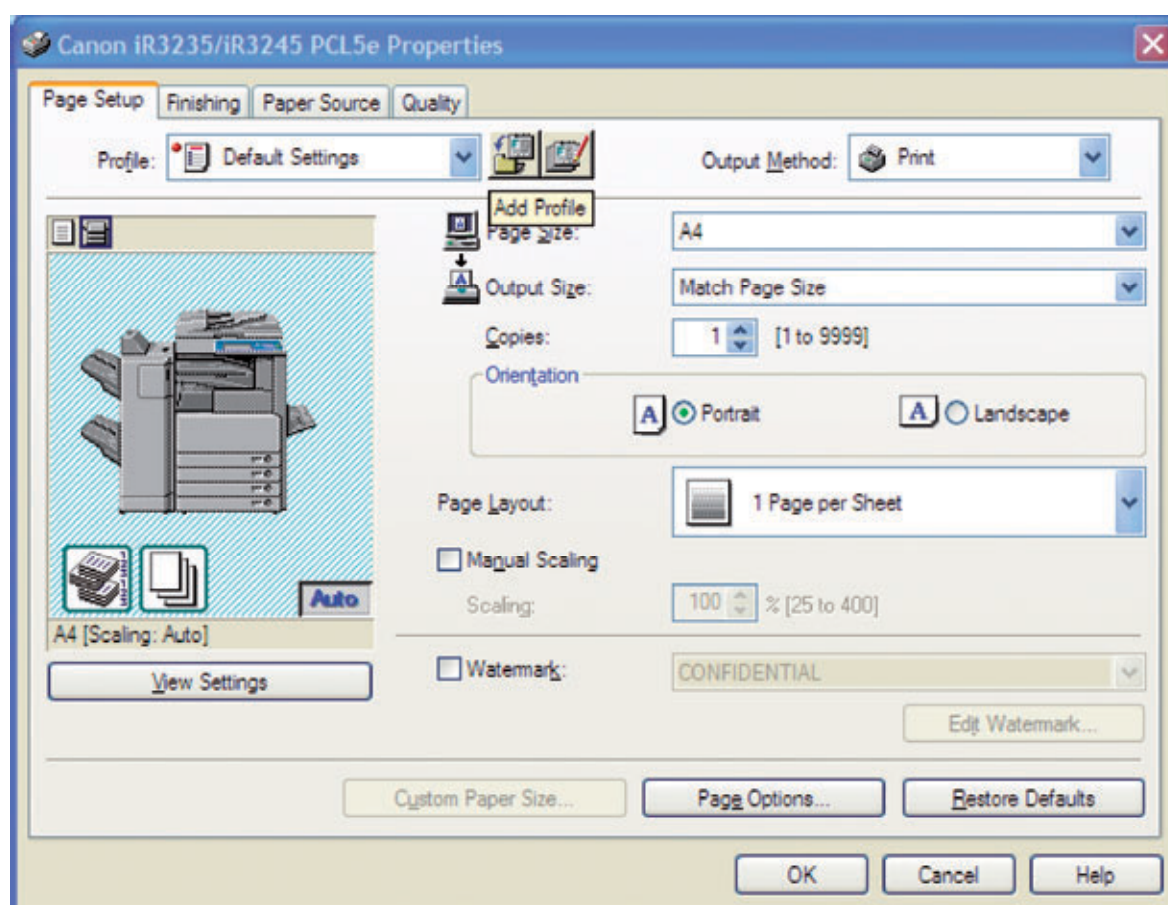 Canon iR3235/iR3245 PCL5e Properties
Page Setup Finishing Paper Source Quality
Profile: Default Settings Output Method: Print
Add Profile
Page Size: A4
Output Size: Match Page Size
Copies: 1 [1 to 9999]
Orientation
A Portrait A Landscape
Page Layout: 1 Page per Sheet
Manual Scaling
Auto
Scaling: 100 % [25 to 400]
A4 [Scaling: Auto]
View Settings
Watermark: CONFIDENTIAL
Edit Watermark...
Custom Paper Size... Page Options... Restore Defaults
OK Cancel Help